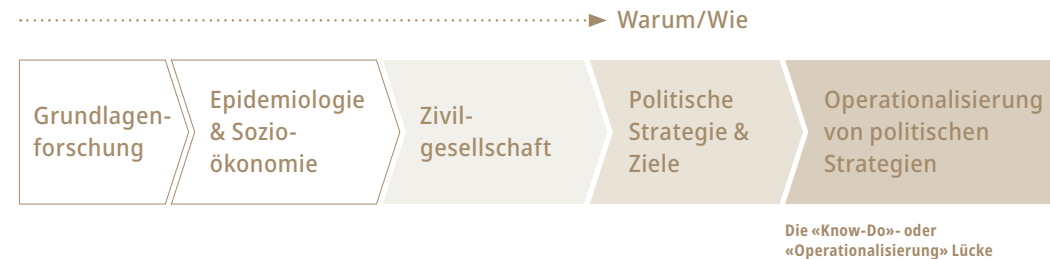 Warum/Wie
Grundlagen-
forschung
Epidemiologie
& Sozio-
ökonomie
Zivil-
gesellschaft
Politische
Strategie &
Ziele
Operationalisierung
von politischen
Strategien
Die «Know-Do»- oder
«Operationalisierung» Lücke